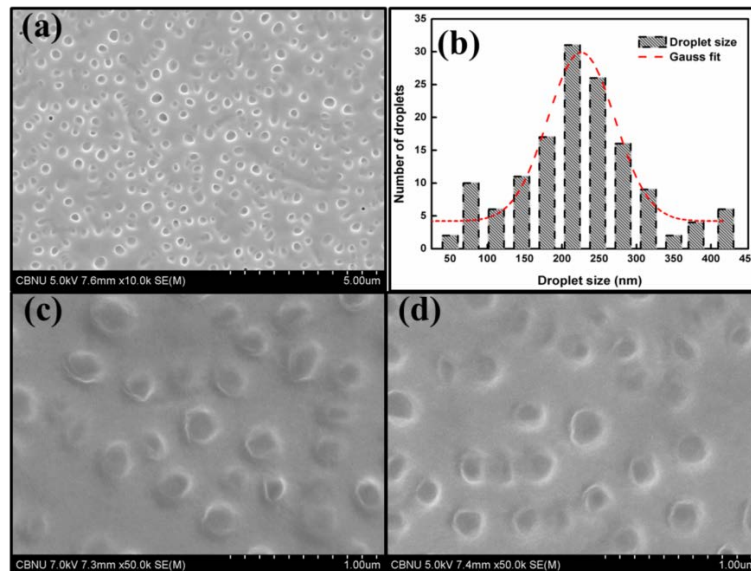 (a)
CBNU 5.0kV 7.6mm x10.0k SE(M) 5.00um
(b)
35
30
25
20
15
10
5
0
Number of droplets
Droplet size
Gauss fit
50 100 150 200 250 300 350 400 45
Droplet size (nm)
(c)
CBNU 7.0kV 7.3mm x50.0k SE(M) 1.00um
(d)
CBNU 5.0kV 7.4mm x50.0k SE(M) 1.00um